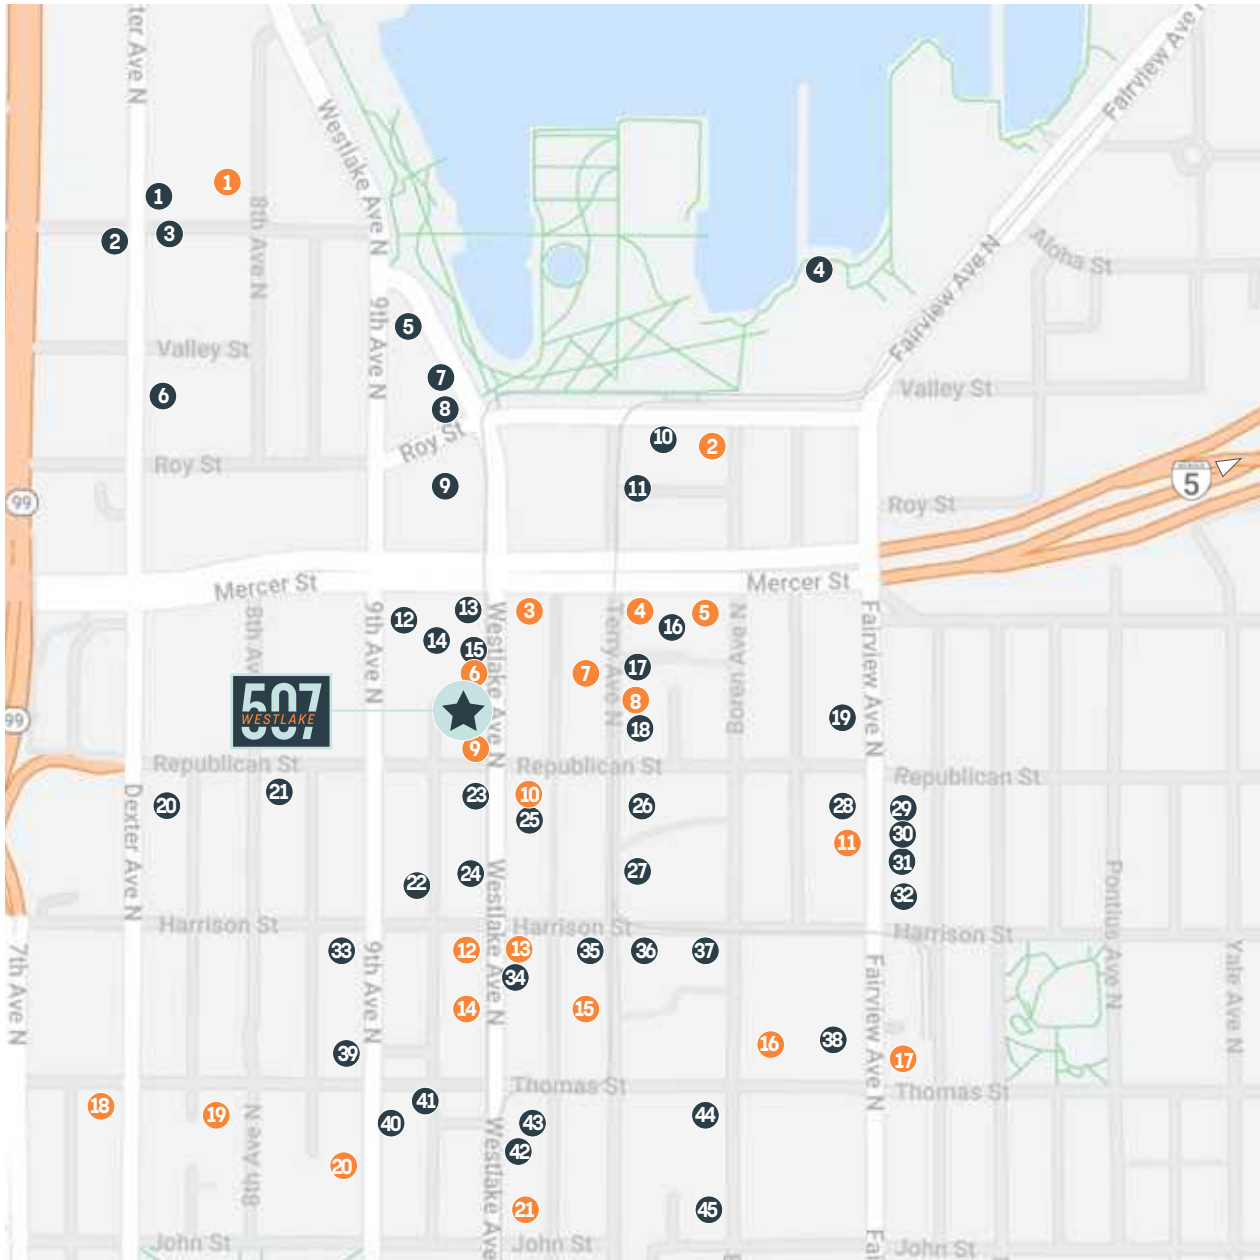 ter Ave N
Westlake Ave N
Fairview Ave N
1
1
8th Ave N
2
3
Aloha St
4
Fairview Ave N
9th Ave N
5
Valley St
7
6
8
Valley St
Roy St
10
2
Roy St
9
11
Roy St
5
99
Mercer St
Mercer St
12
13
3
4
5
16
14
15
9th Ave N
Westlake Ave N
Terry Ave N
Boren Ave N
Fairview Ave N
8th Av
6
7
17
8
507
WESTLAKE
18
19
99
9
Republican St
Republican St
Republican St
20
21
23
10
25
26
28
29
30
11
31
Dexter Ave N
22
24
27
32
Westlake Ave N
Pontius Ave N
Harrison St
Harrison St
Harrison St
33
12
13
35
36
37
34
7th Ave N
9th Ave N
14
15
Fairview Ave N
Yale Ave N
39
16
38
17
Thomas St
Thomas St
18
19
41
40
43
44
42
8th Ave N
Westlake Ave
20
21
45
John St
John St
John St
Fai